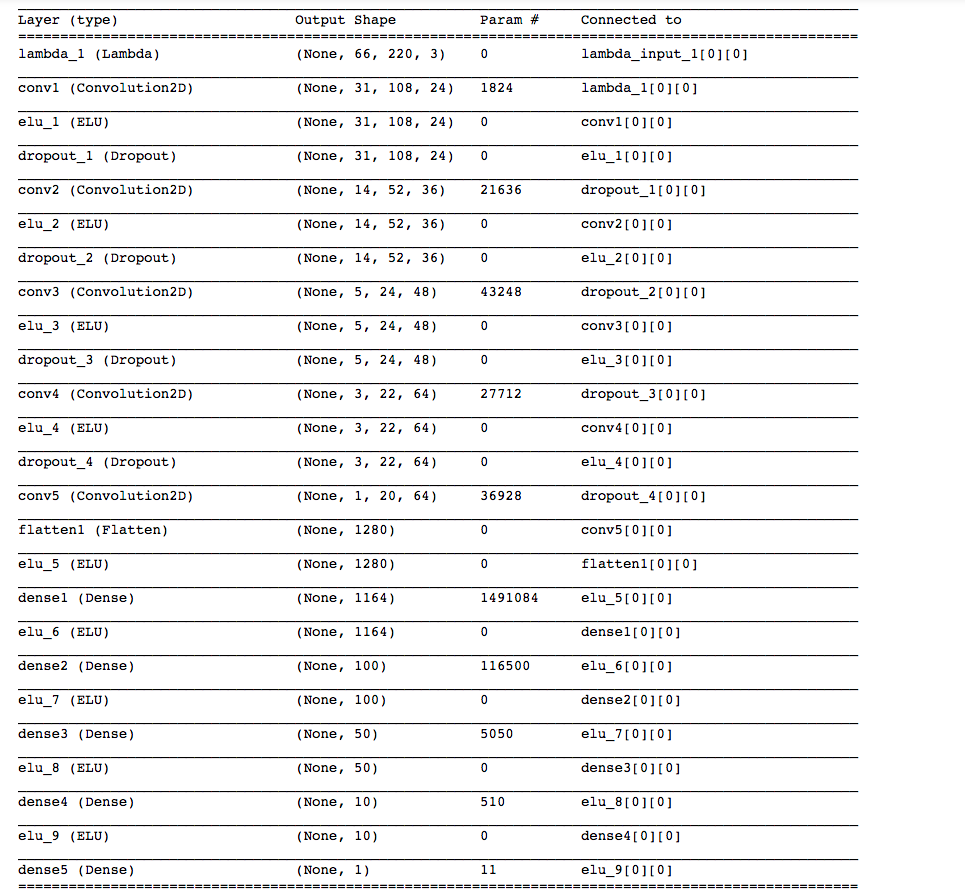 Layer (type) Output Shape Param # Connected to
lambda_1 (Lambda) (None, 66, 220, 3) 0 lambda_input_1[0][0]
conv1 (Convolution2D) (None, 31, 108, 24) 1824 lambda_1[0][0]
elu_1 (ELU) (None, 31, 108, 24) 0 conv1[0][0]
dropout_1 (Dropout) (None, 31, 108, 24) 0 elu_1[0][0]
conv2 (Convolution2D) (None, 14, 52, 36) 21636 dropout_1[0][0]
elu_2 (ELU) (None, 14, 52, 36) 0 conv2[0][0]
dropout_2 (Dropout) (None, 14, 52, 36) 0 elu_2[0][0]
conv3 (Convolution2D) (None, 5, 24, 48) 43248 dropout_2[0][0]
elu_3 (ELU) (None, 5, 24, 48) 0 conv3[0][0]
dropout_3 (Dropout) (None, 5, 24, 48) 0 elu_3[0][0]
conv4 (Convolution2D) (None, 3, 22, 64) 27712 dropout_3[0][0]
elu_4 (ELU) (None, 3, 22, 64) 0 conv4[0][0]
dropout_4 (Dropout) (None, 3, 22, 64) 0 elu_4[0][0]
conv5 (Convolution2D) (None, 1, 20, 64) 36928 dropout_4[0][0]
flatten1 (Flatten) (None, 1280) 0 conv5[0][0]
elu_5 (ELU) (None, 1280) 0 flatten1[0][0]
dense1 (Dense) (None, 1164) 1491084 elu_5[0][0]
elu_6 (ELU) (None, 1164) 0 dense1[0][0]
dense2 (Dense) (None, 100) 116500 elu_6[0][0]
elu_7 (ELU) (None, 100) 0 dense2[0][0]
dense3 (Dense) (None, 50) 5050 elu_7[0][0]
elu_8 (ELU) (None, 50) 0 dense3[0][0]
dense4 (Dense) (None, 10) 510 elu_8[0][0]
elu_9 (ELU) (None, 10) 0 dense4[0][0]
dense5 (Dense) (None, 1) 11 elu_9[0][0]